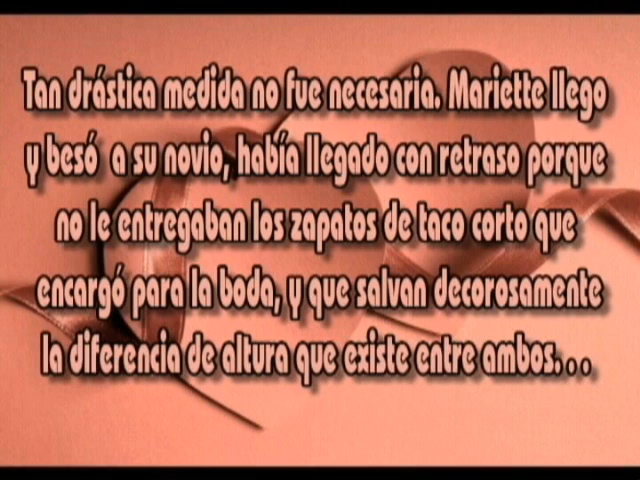 Tan drástica medida no fue necesaria. Mariette llego
y besó a su novio, había llegado con retraso porque
no le entregaban los zapatos de taco corto que
encargó para la boda, y que salvan decorosamente
la diferencia de altura que existe entre ambos. . .